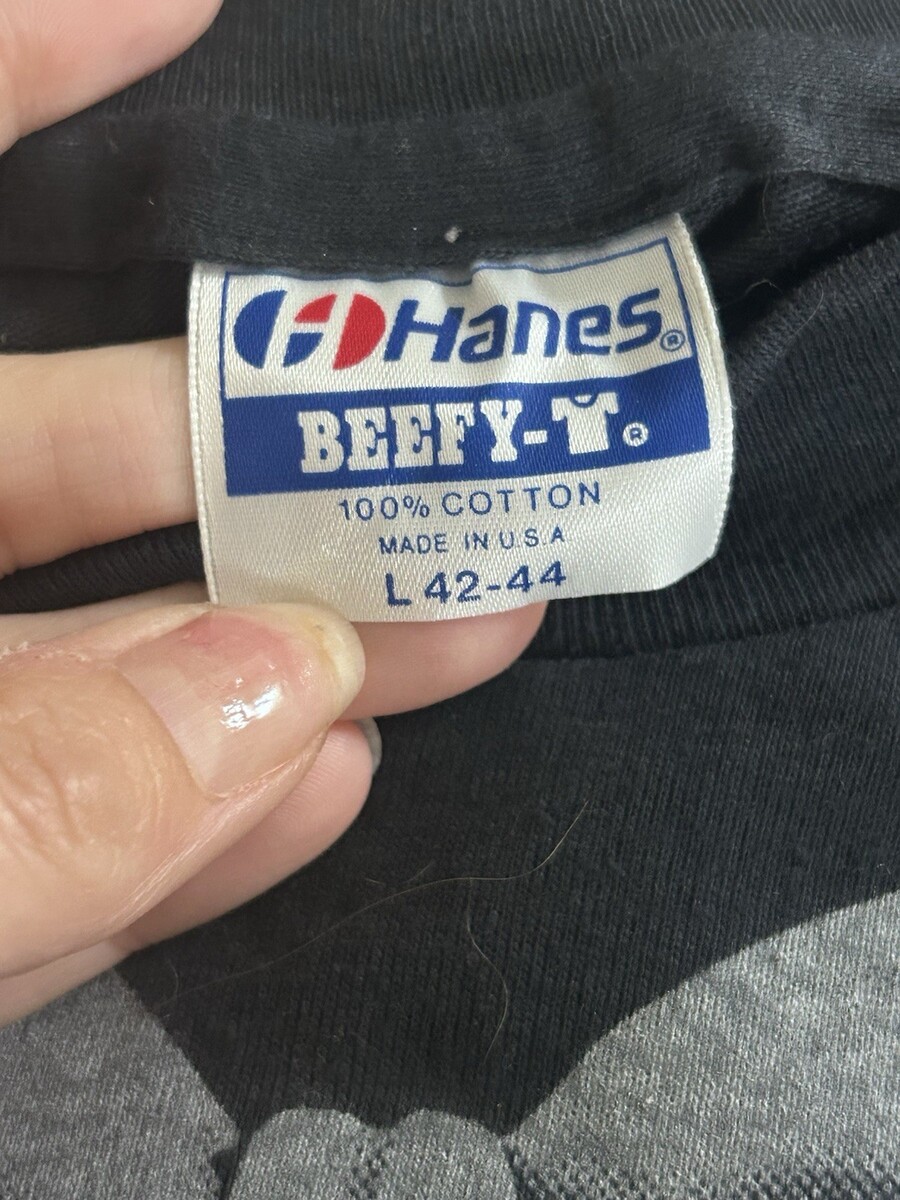 Hanes®
BEEFY-T®
100% COTTON
MADE IN U.S.A
L 42-44